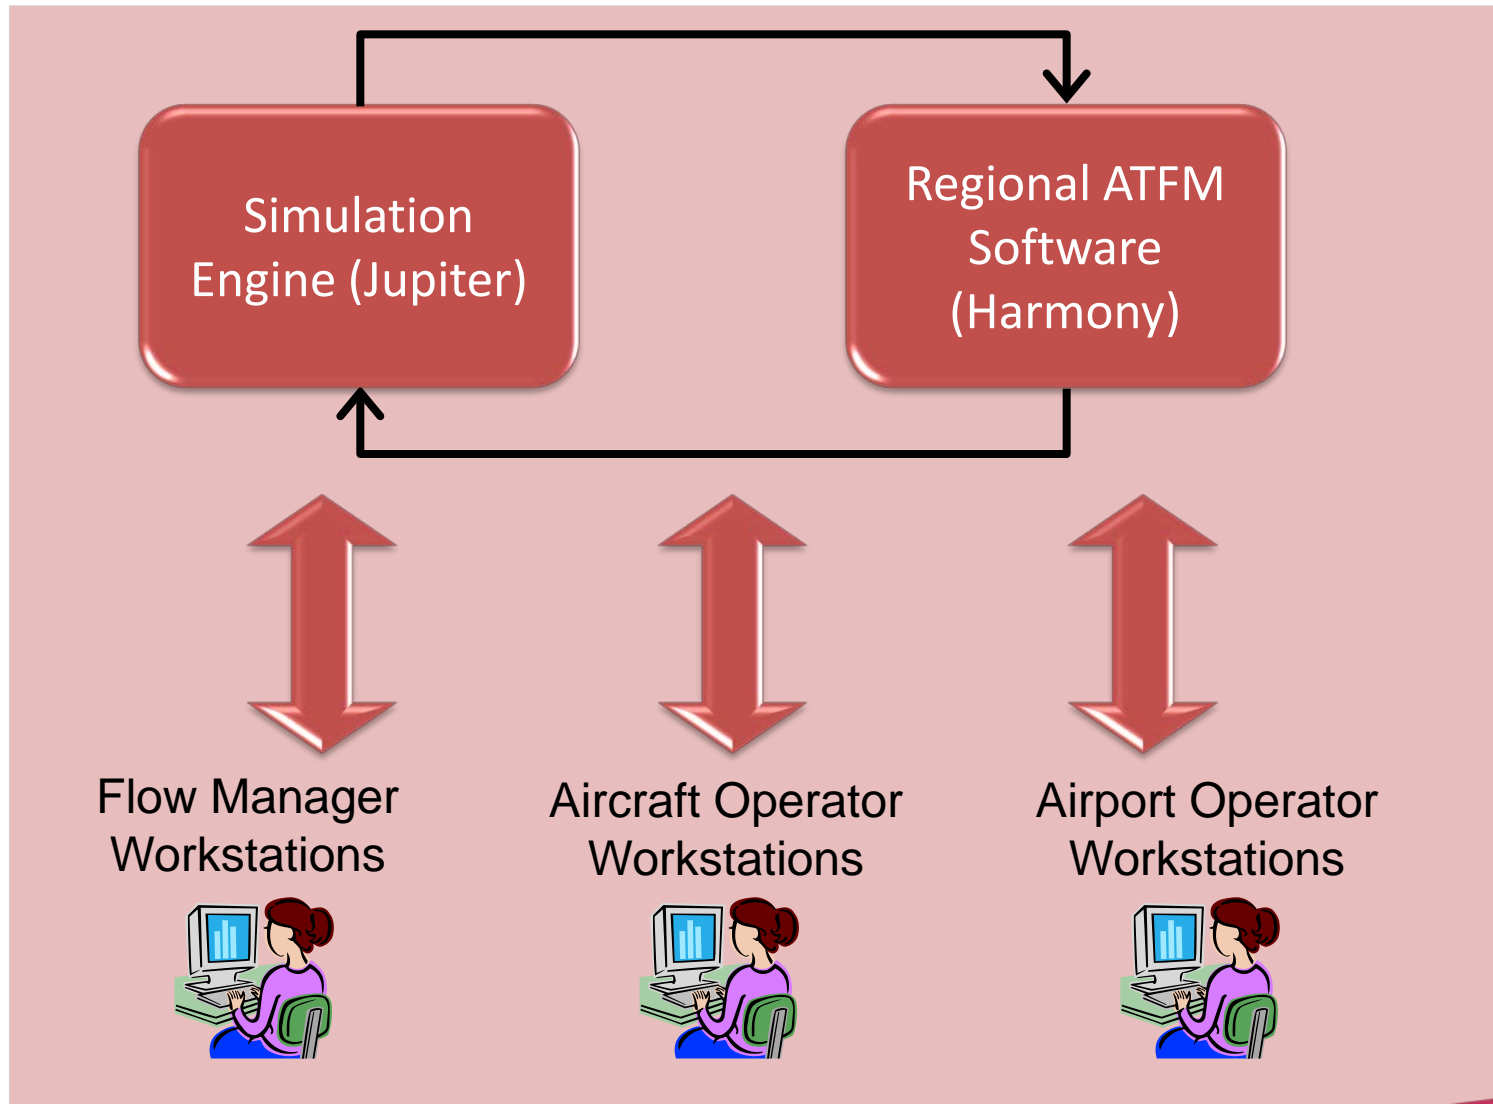 Simulation
Engine (Jupiter)
Regional ATFM
Software
(Harmony)
Flow Manager
Workstations
Aircraft Operator
Workstations
Airport Operator
Workstations